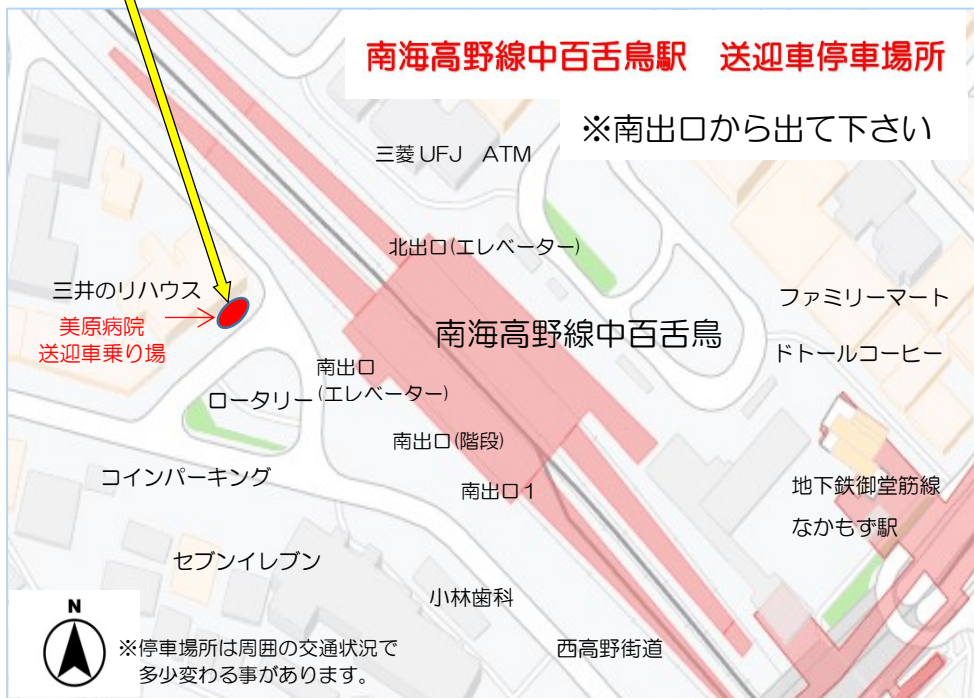 南海高野線中百舌鳥駅　送迎車停車場所
※南出口から出て下さい
三菱UFJ　ATM
北出口(エレベーター)
三井のリハウス
美原病院
送迎車乗り場
南海高野線中百舌鳥
ファミリーマート
ドトールコーヒー
南出口
(エレベーター)
ロータリー
南出口(階段)
コインパーキング
南出口1
地下鉄御堂筋線
なかもず駅
セブンイレブン
小林歯科
西高野街道
N
※停車場所は周囲の交通状況で
多少変わる事があります。